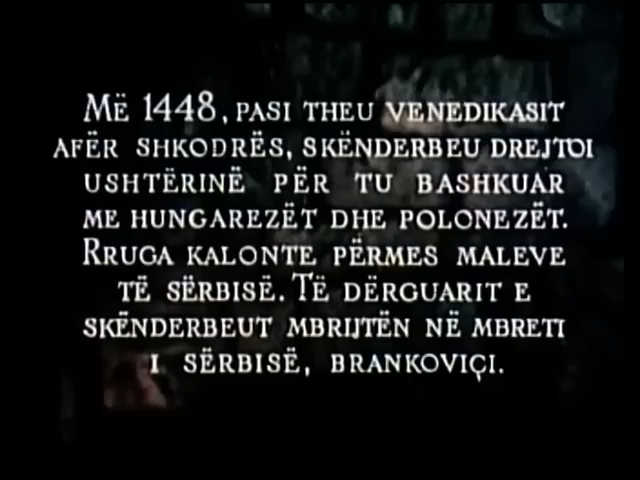 MË 1448, PASI THEU VENEDIKASIT
AFËR SHKODRËS, SKËNDERBEU DREJTOI
USHTËRINË PËR TU BASHKUAR
ME HUNGAREZËT DHE POLONEZËT.
RRUGA KALONTE PËRMES MALEVE
TË SËRBISË. TË DËRGUARIT E
SKËNDERBEUT MBRIJTËN NË MBRETI
I SËRBISË, BRANKOVIÇI.